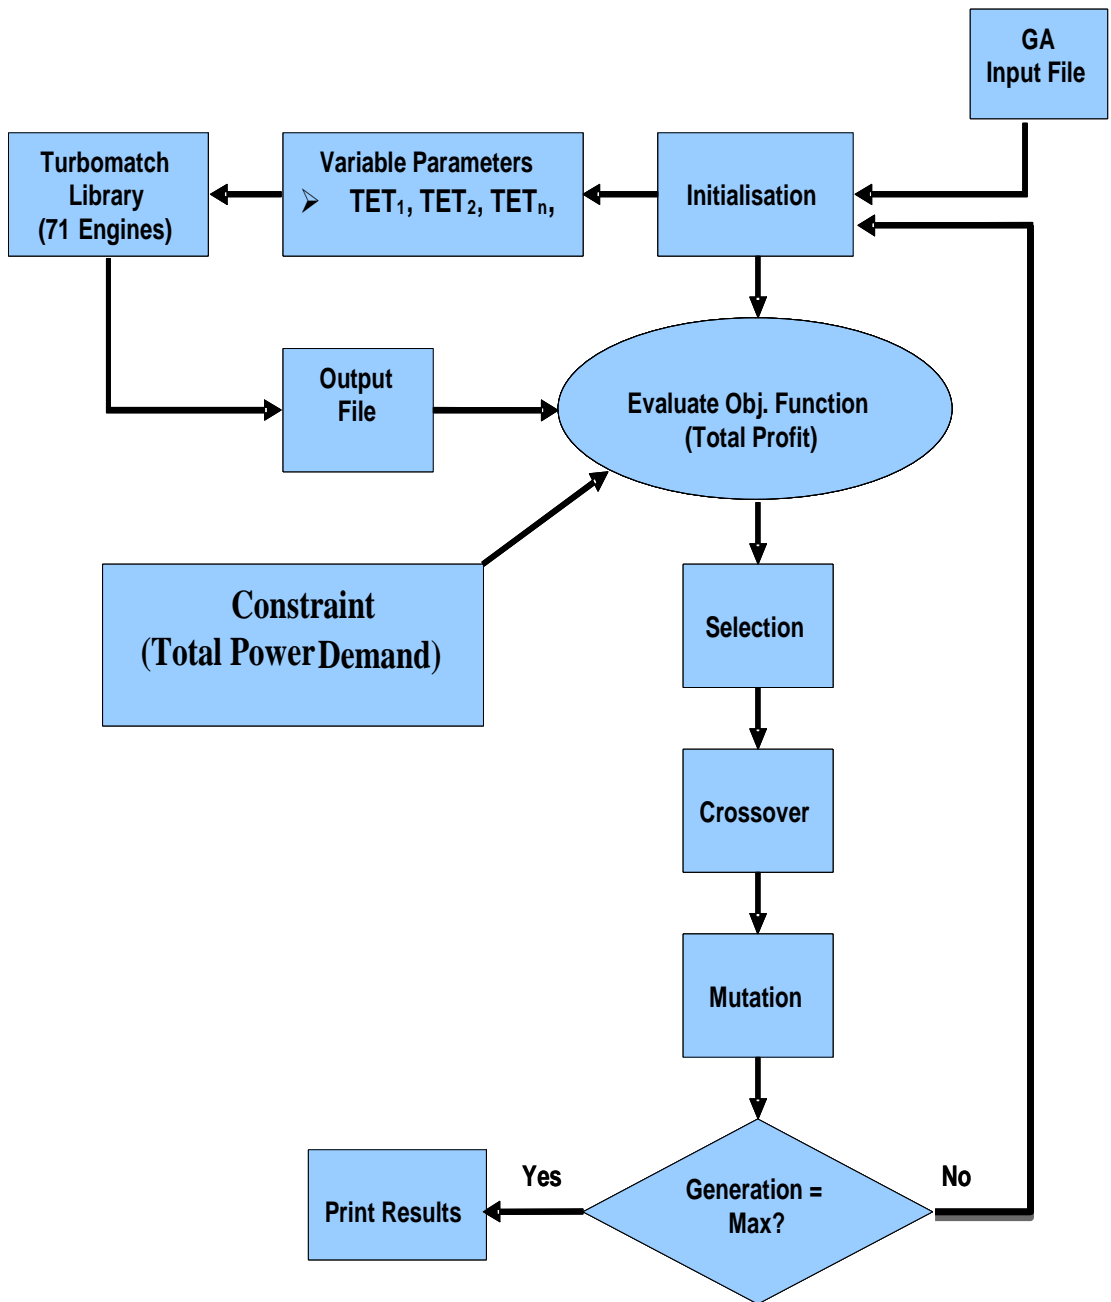 GA
Input File
Turbomatch
Library
(71 Engines)
Variable Parameters
➢ TET₁, TET₂, TETₙ,
Initialisation
Output
File
Evaluate Obj. Function
(Total Profit)
Constraint
(Total Power Demand)
Selection
Crossover
Mutation
Generation =
Max?
Yes
No
Print Results